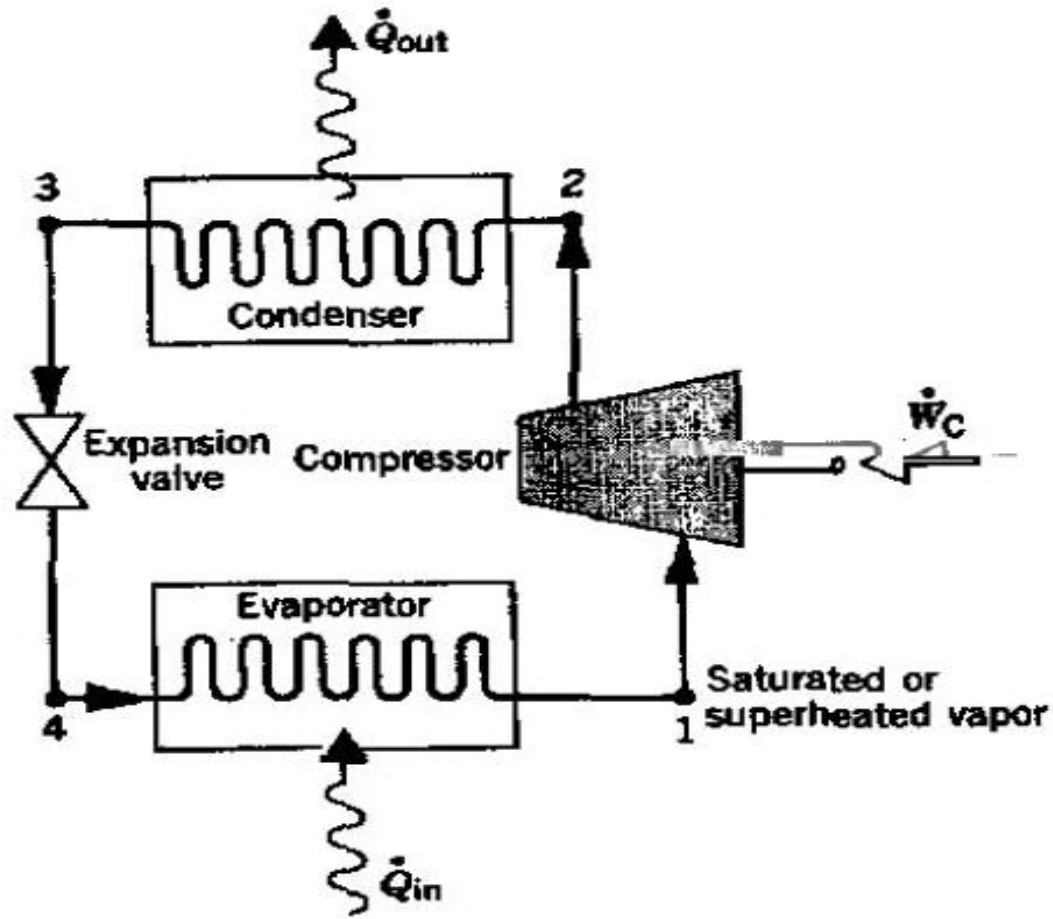 Q̇out
3
2
Condenser
Expansion
valve
Compressor
ẆC
Evaporator
4
1
Saturated or
superheated vapor
Q̇in